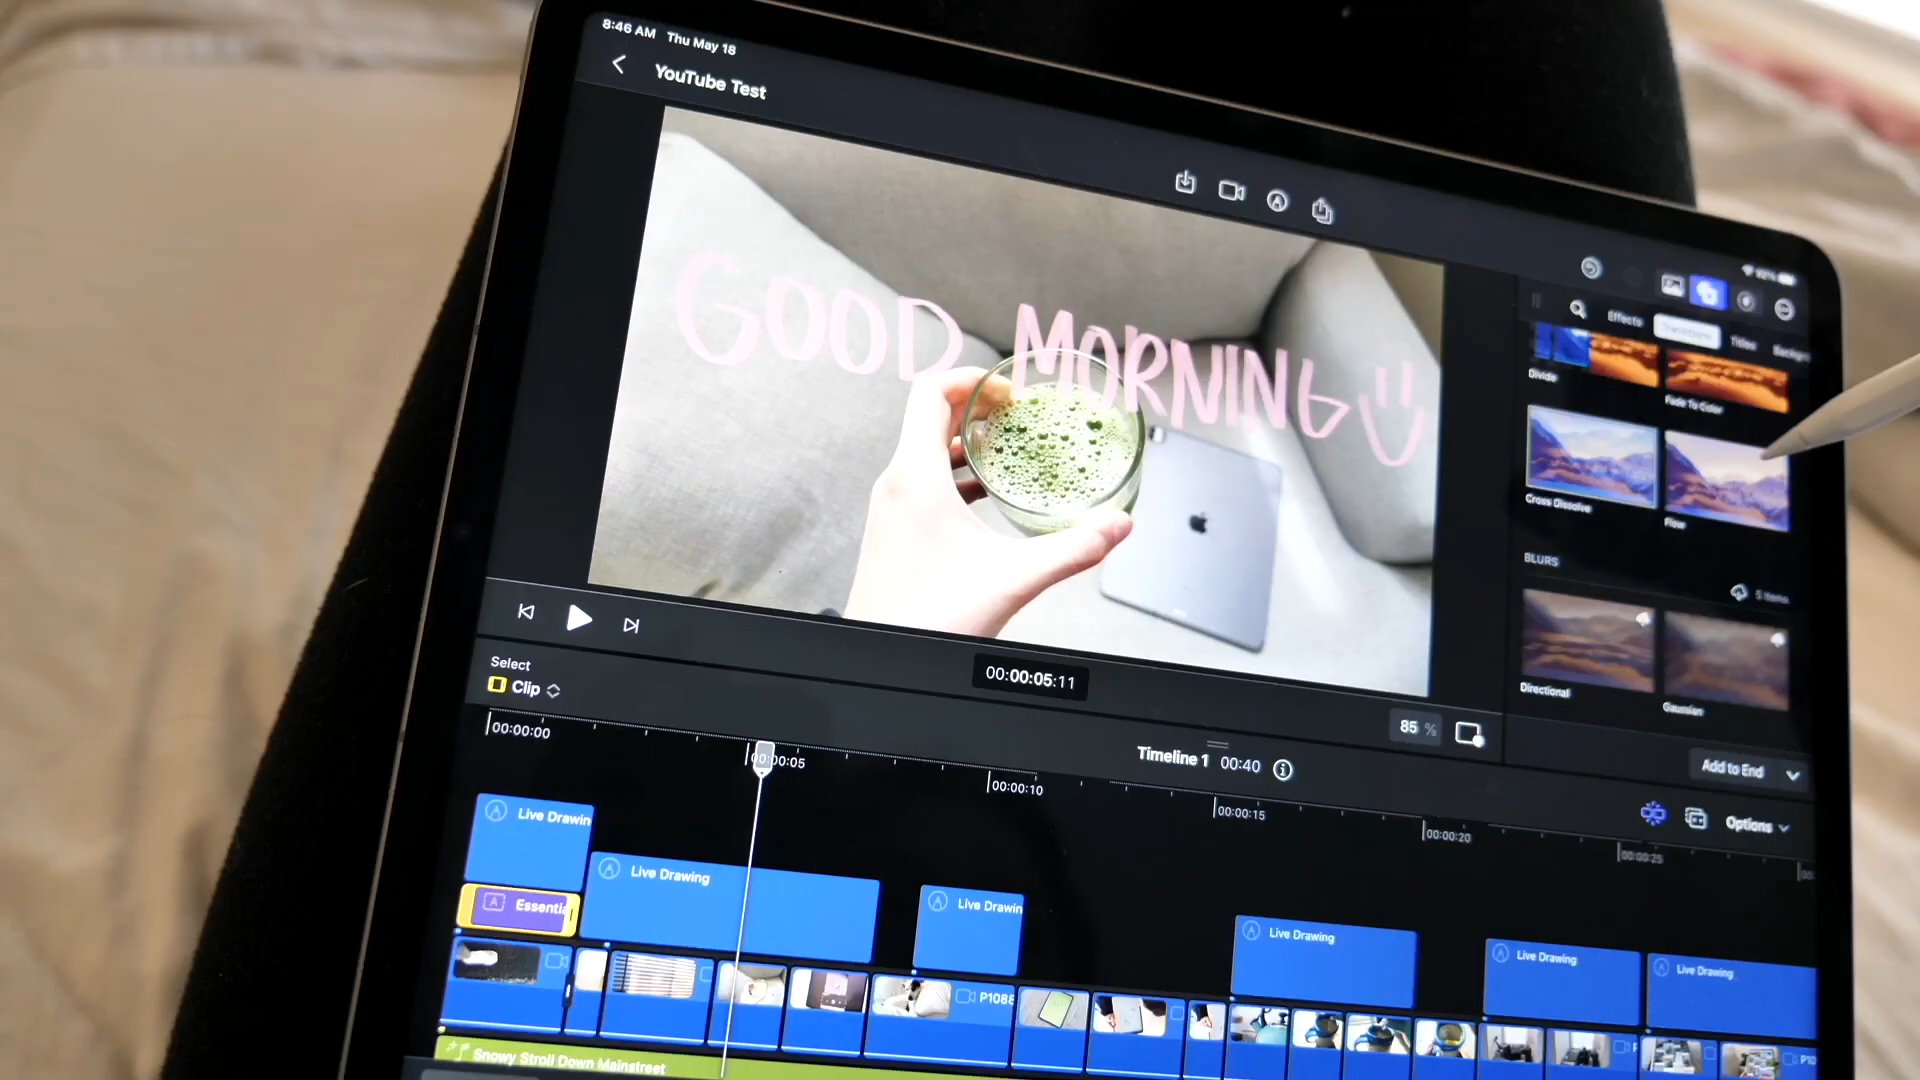 8:46 AM Thu May 18
YouTube Test
92%
GOOD MORNING
Effects Transitions Titles
Divide
Fade To Color
Cross Dissolve
Flow
BLURS
5 items
Directional
Gaussian
Add to End
00:00:05:11
85 %
Select
Clip
Timeline 1 00:40
Options
00:00:00
00:00:05
00:00:10
00:00:15
00:00:20
00:00:25
Live Drawin
Live Drawing
Live Drawin
Live Drawing
Live Drawing
Live Drawing
Essentia
P1088
P10
Snowy Stroll Down Mainstreet